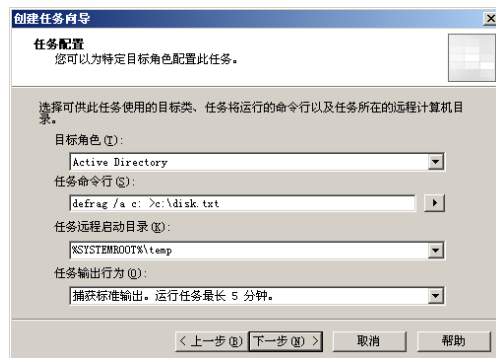 创建任务向导
任务配置
您可以为特定目标角色配置此任务。
选择可供此任务使用的目标类、任务将运行的命令行以及任务所在的远程计算机目
录。
目标角色(T):
Active Directory
任务命令行(S):
defrag /a c: >c:\disk.txt
任务远程启动目录(K):
%SYSTEMROOT%\temp
任务输出行为(O):
捕获标准输出。运行任务最长 5 分钟。
<上一步(B) 下一步(N)> 取消 帮助